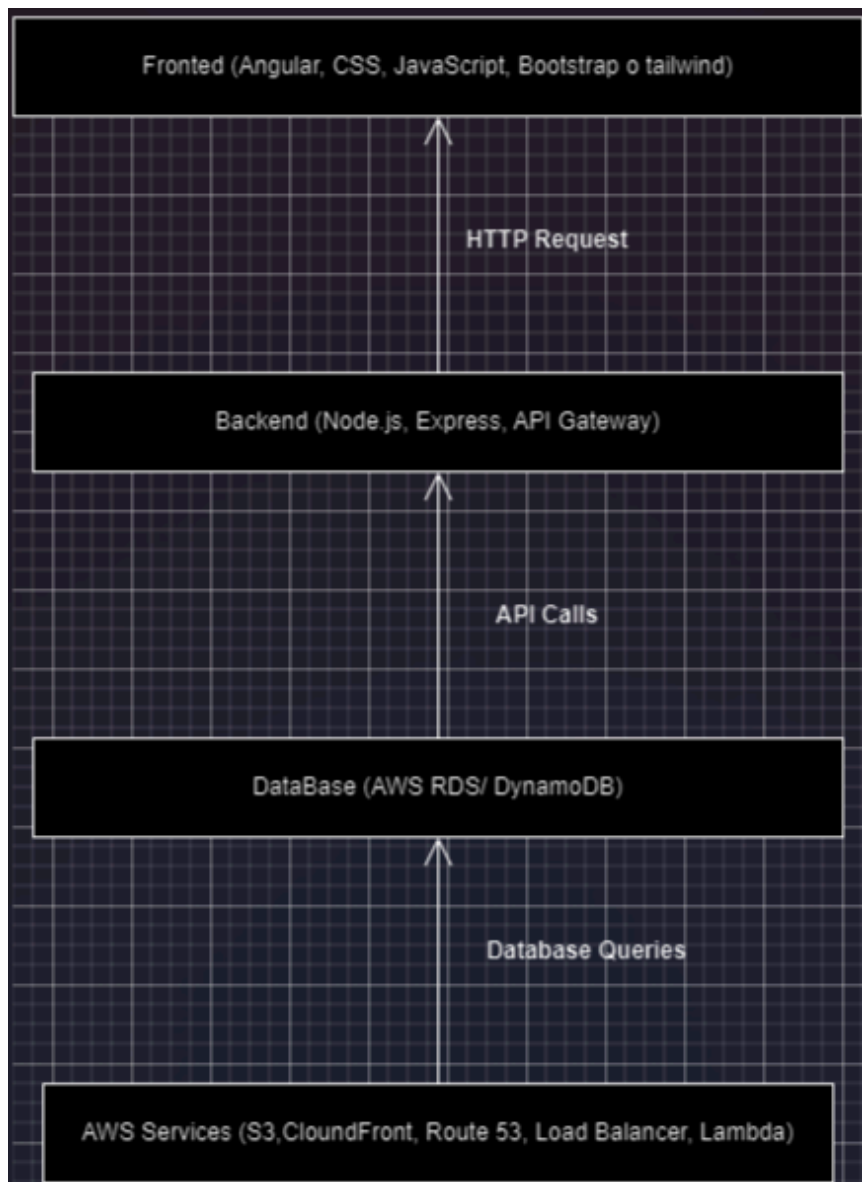 Fronted (Angular, CSS, JavaScript, Bootstrap o tailwind)
HTTP Request
Backend (Node.js, Express, API Gateway)
API Calls
DataBase (AWS RDS/ DynamoDB)
Database Queries
AWS Services (S3,CloundFront, Route 53, Load Balancer, Lambda)